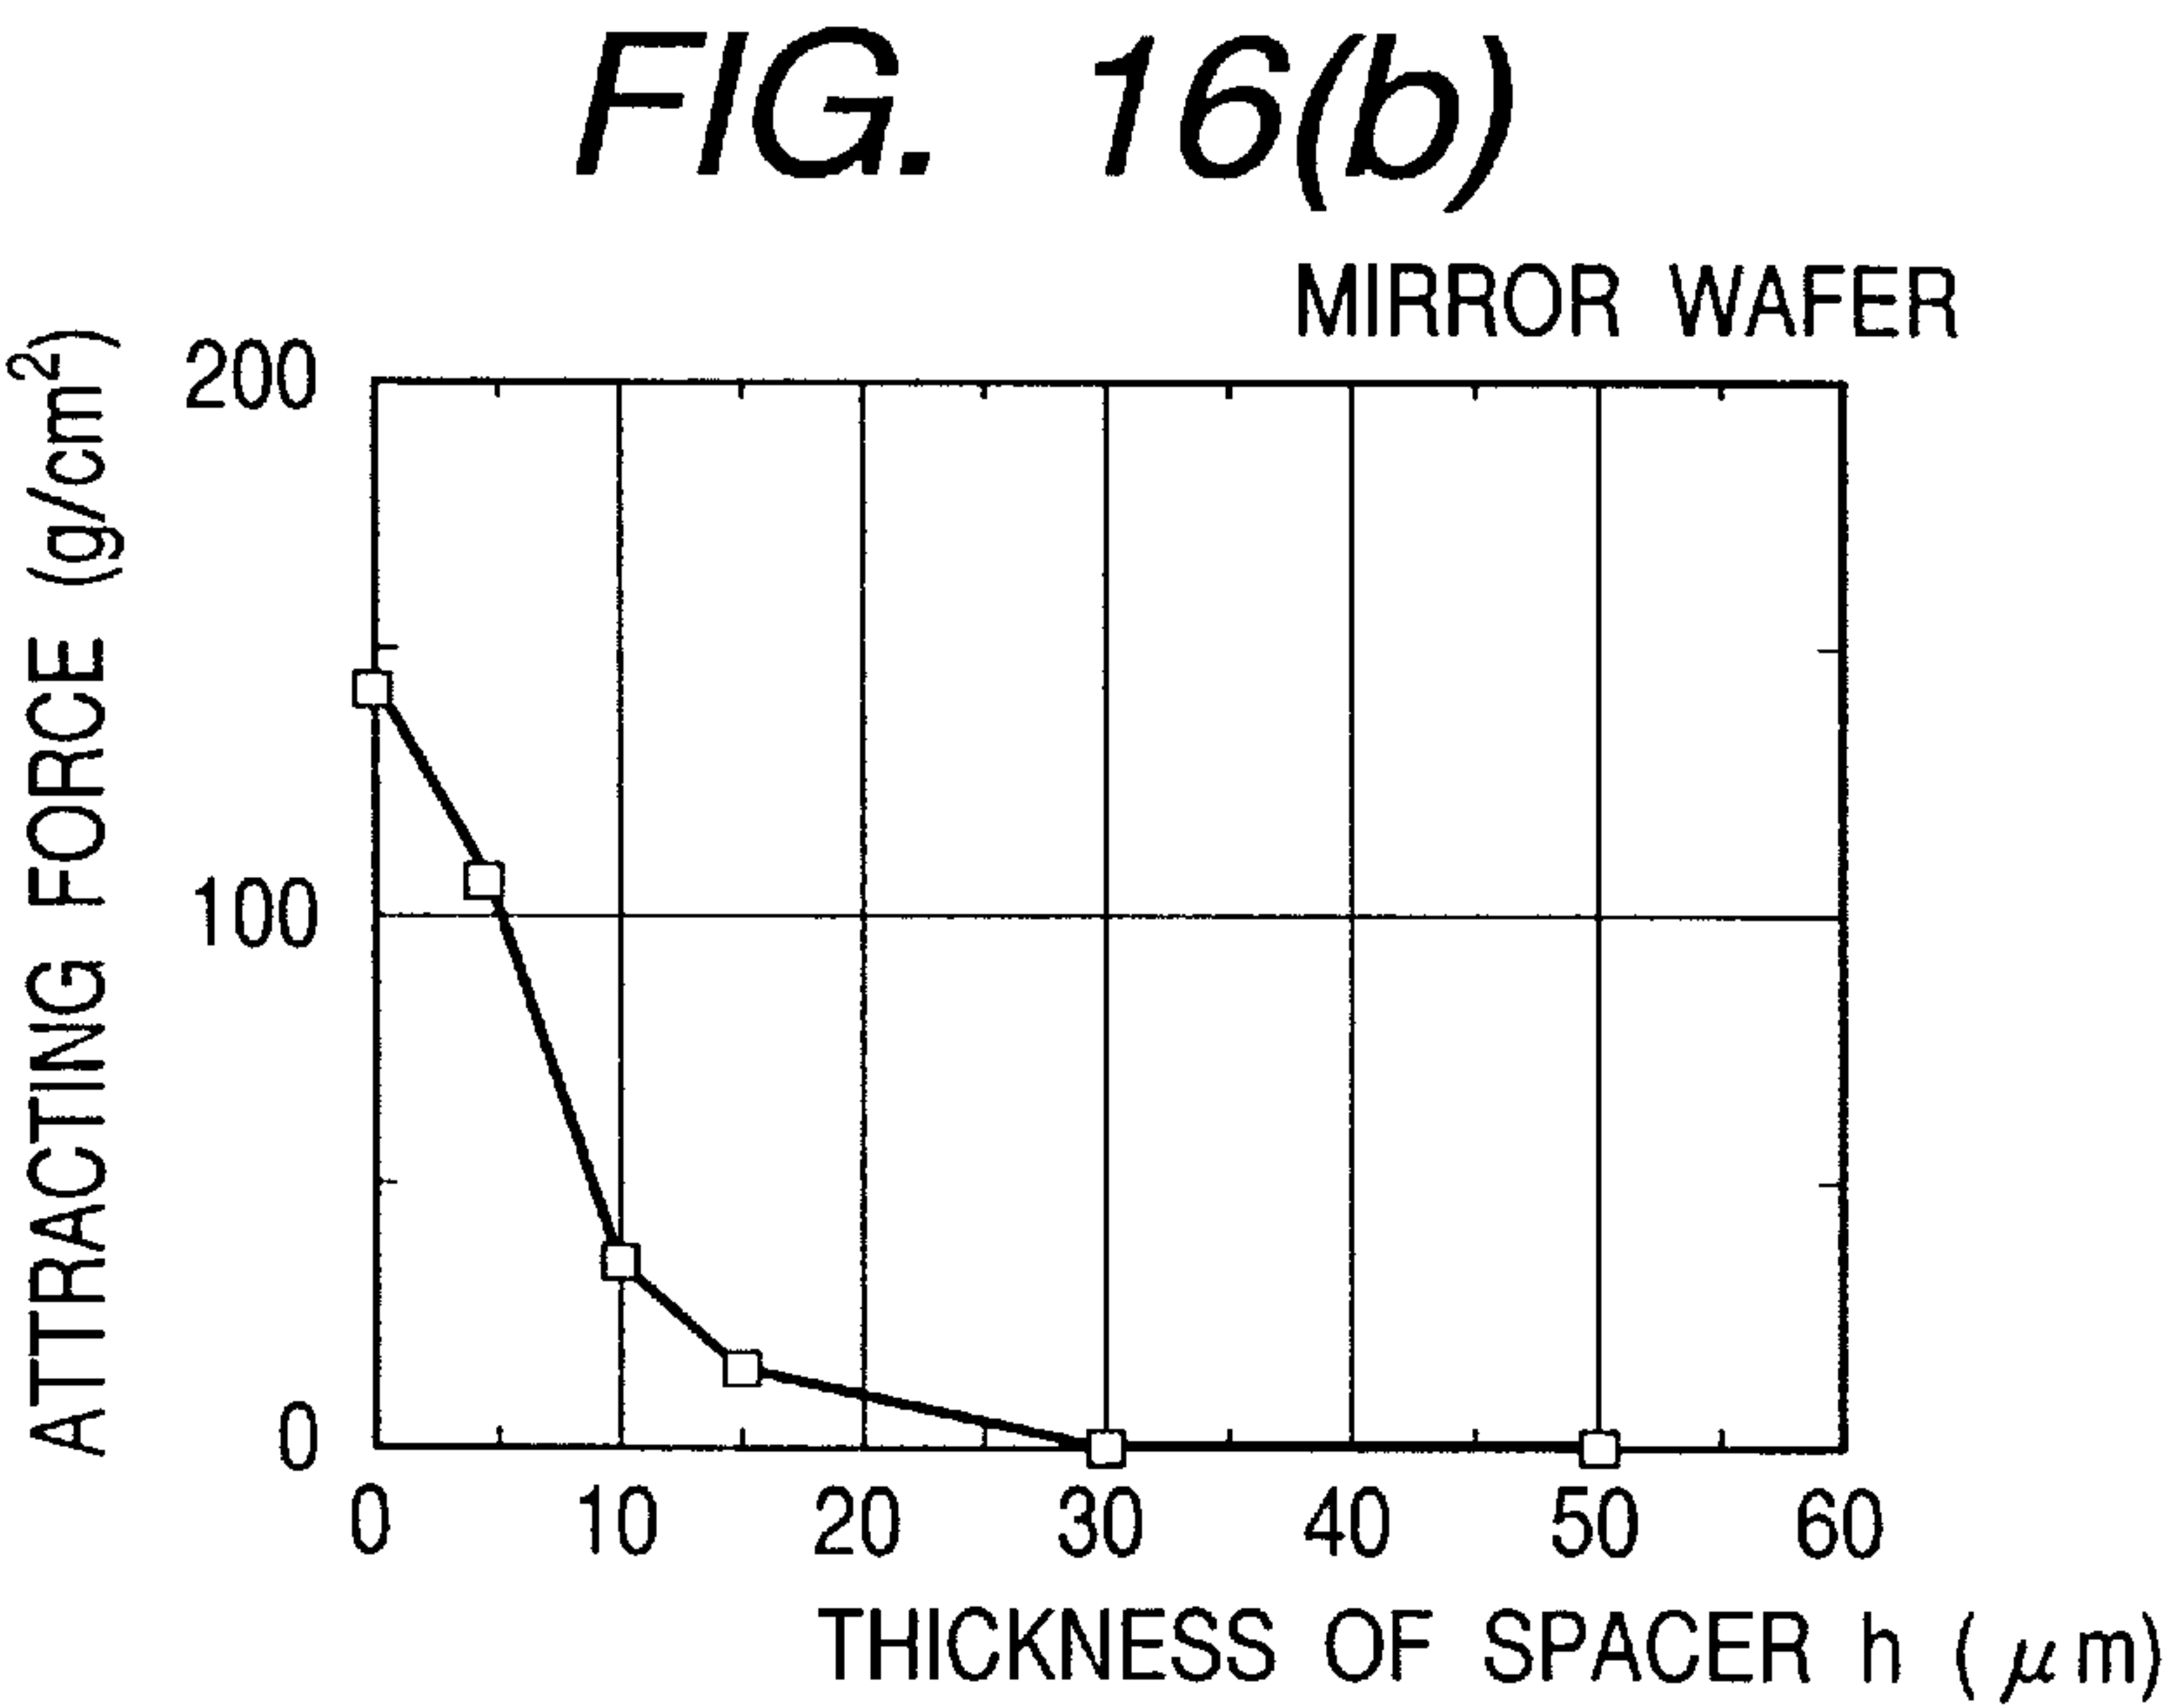 FIG. 16(b)
MIRROR WAFER
ATTRACTING FORCE (g/cm²)
200
100
0
0 10 20 30 40 50 60
THICKNESS OF SPACER h (μm)